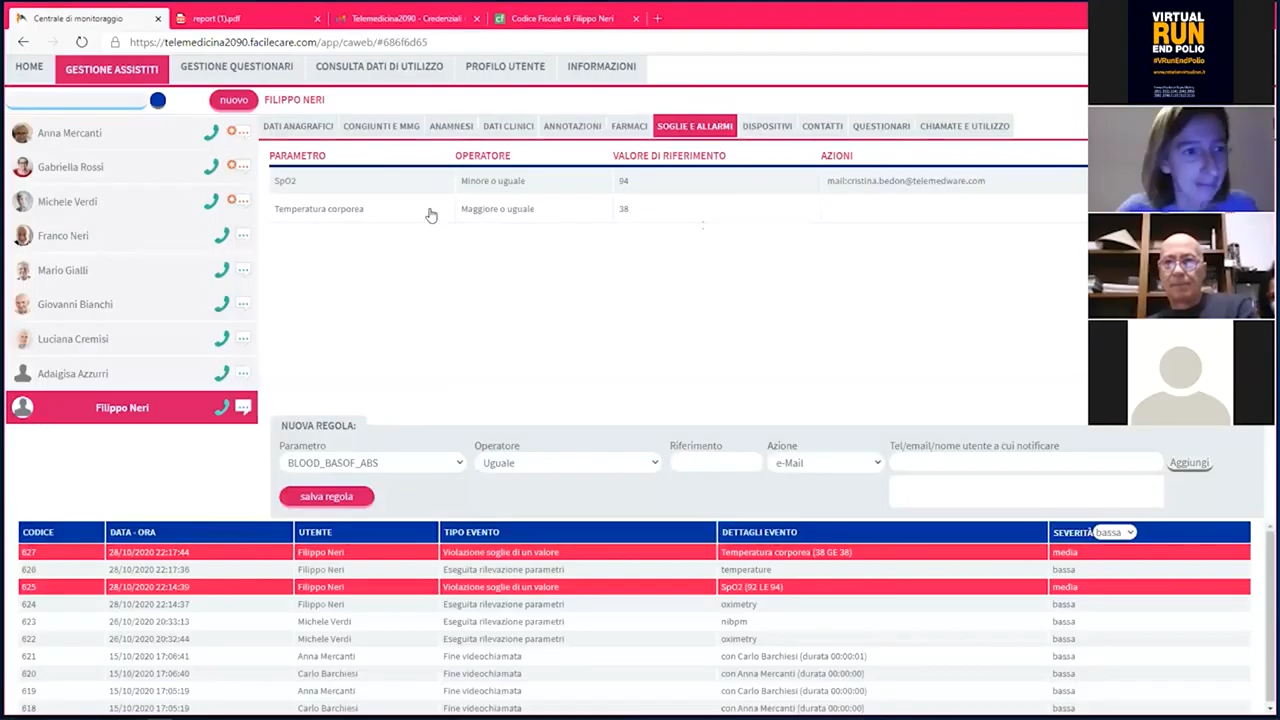 Centrale di monitoraggio
report (1).pdf
Telemedicina2090 - Credenziali
Codice Fiscale di Filippo Neri
https://telemedicina2090.facilecare.com/app/caweb/#686f6d65
HOME
GESTIONE ASSISTITI
GESTIONE QUESTIONARI
CONSULTA DATI DI UTILIZZO
PROFILO UTENTE
INFORMAZIONI
VIRTUAL
RUN
END POLIO
#VRunEndPolio
nuovo
FILIPPO NERI
DATI ANAGRAFICI
CONGIUNTI E MMG
ANAMNESI
DATI CLINICI
ANNOTAZIONI
FARMACI
SOGLIE E ALLARMI
DISPOSITIVI
CONTATTI
QUESTIONARI
CHIAMATE E UTILIZZO
Anna Mercanti
Gabriella Rossi
Michele Verdi
Franco Neri
Mario Gialli
Giovanni Bianchi
Luciana Cremisi
Adalgisa Azzurri
Filippo Neri
PARAMETRO OPERATORE VALORE DI RIFERIMENTO AZIONI
SpO2 Minore o uguale 94 mail:cristina.bedon@telemedware.com
Temperatura corporea Maggiore o uguale 38
NUOVA REGOLA:
Parametro Operatore Riferimento Azione Tel/email/nome utente a cui notificare
BLOOD_BASOF_ABS Uguale e-Mail Aggiungi
salva regola
CODICE DATA - ORA UTENTE TIPO EVENTO DETTAGLI EVENTO SEVERITÀ bassa
627 28/10/2020 22:17:44 Filippo Neri Violazione soglie di un valore Temperatura corporea (38 GE 38) media
626 28/10/2020 22:17:36 Filippo Neri Eseguita rilevazione parametri temperature bassa
625 28/10/2020 22:14:39 Filippo Neri Violazione soglie di un valore SpO2 (92 LE 94) media
624 28/10/2020 22:14:37 Filippo Neri Eseguita rilevazione parametri oximetry bassa
623 26/10/2020 20:33:13 Michele Verdi Eseguita rilevazione parametri nibpm bassa
622 26/10/2020 20:32:44 Michele Verdi Eseguita rilevazione parametri oximetry bassa
621 15/10/2020 17:06:41 Anna Mercanti Fine videochiamata con Carlo Barchiesi (durata 00:00:01) bassa
620 15/10/2020 17:06:40 Carlo Barchiesi Fine videochiamata con Anna Mercanti (durata 00:00:00) bassa
619 15/10/2020 17:05:19 Anna Mercanti Fine videochiamata con Carlo Barchiesi (durata 00:00:00) bassa
618 15/10/2020 17:05:19 Carlo Barchiesi Fine videochiamata con Anna Mercanti (durata 00:00:00) bassa